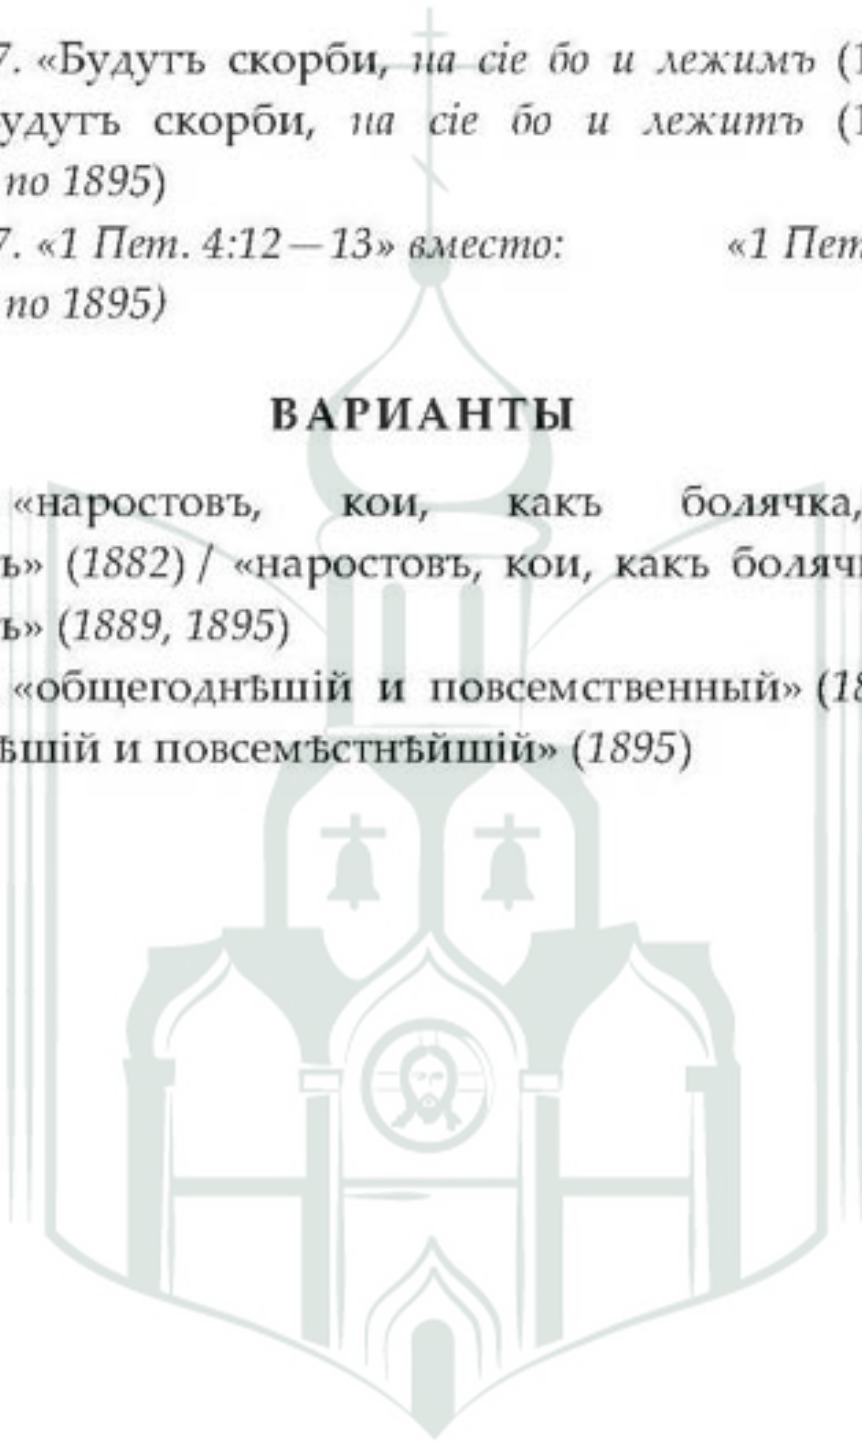 7. «Будутъ скорби, на сіе бо и лежимъ (1
удутъ скорби, на сіе бо и лежитъ (1
по 1895)
7. «1 Пет. 4:12—13» вместо: «1 Пет
по 1895)
ВАРИАНТЫ
«наростовъ, кои, какъ болячка,
ъ» (1882) / «наростовъ, кои, какъ болячк
ъ» (1889, 1895)
«общегоднѣшій и повсемственный» (18
ѣшій и повсемѣстнѣйшій» (1895)